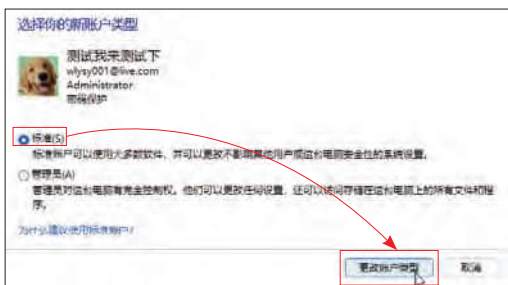 选择你的新账户类型
测试我来测试下
wlysy001@live.com
Administrator
密码保护
标准(S)
标准账户可以使用大多数软件，并可以更改不影响其他用户或这台电脑安全性的系统设置。
管理员(A)
管理员对这台电脑有完全控制权。他们可以更改任何设置，还可以访问存储在这台电脑上的所有文件和程
序。
为什么建议使用标准账户?
更改账户类型
取消